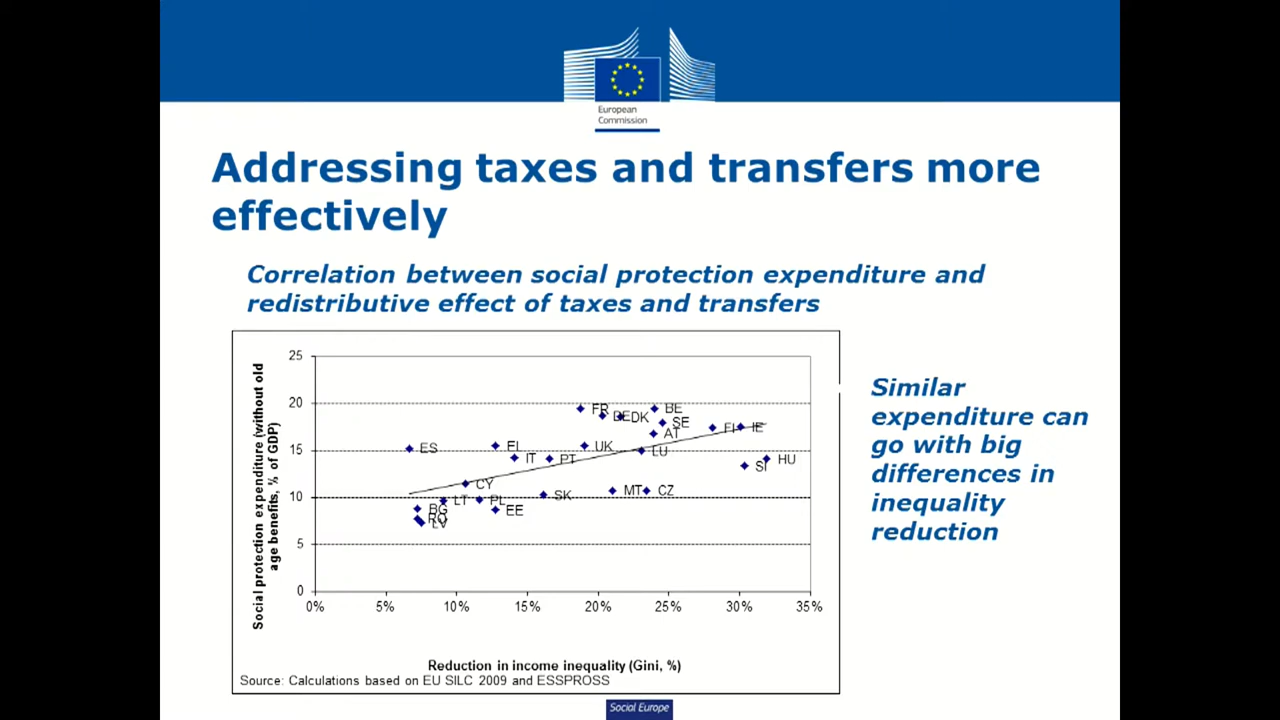 European
Commission
Addressing taxes and transfers more
effectively
Correlation between social protection expenditure and
redistributive effect of taxes and transfers
Similar
expenditure can
go with big
differences in
inequality
reduction
Social protection expenditure (without old
age benefits, % of GDP)
25
20
15
10
5
0
FR
DE
DK
BE
SE
AT
FI
IE
ES
EL
IT
PT
UK
LU
SI
HU
CY
LT
PL
SK
MT
CZ
BG
RO
LV
EE
0% 5% 10% 15% 20% 25% 30% 35%
Reduction in income inequality (Gini, %)
Source: Calculations based on EU SILC 2009 and ESSPROSS
Social Europe